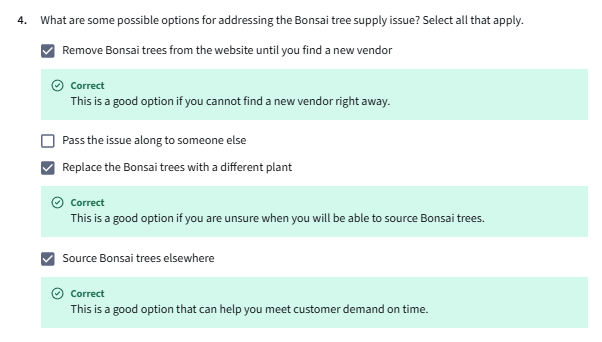 4. What are some possible options for addressing the Bonsai tree supply issue? Select all that apply.
Remove Bonsai trees from the website until you find a new vendor
Correct
This is a good option if you cannot find a new vendor right away.
Pass the issue along to someone else
Replace the Bonsai trees with a different plant
Correct
This is a good option if you are unsure when you will be able to source Bonsai trees.
Source Bonsai trees elsewhere
Correct
This is a good option that can help you meet customer demand on time.